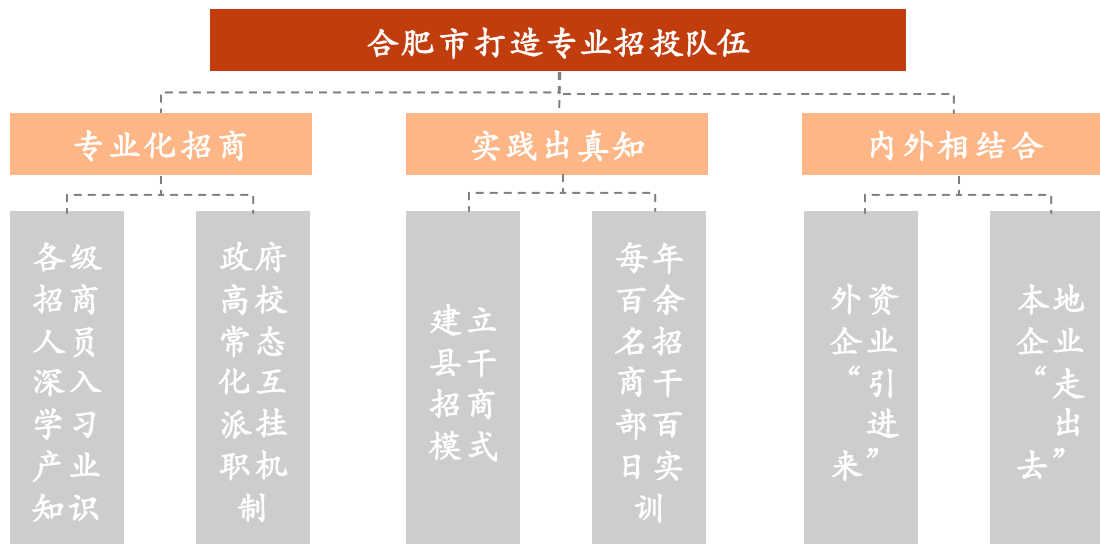 合肥市打造专业招投队伍
专业化招商
实践出真知
内外相结合
各级
招商
人员
深入
学习
产业
知识
政府
高校
常态
化互
派挂
职机
制
建立
县干
招商
模式
每年
百余
名招
商干
部百
日实
训
外资
企业
“引
进
来”
本地
企业
“走
出
去”